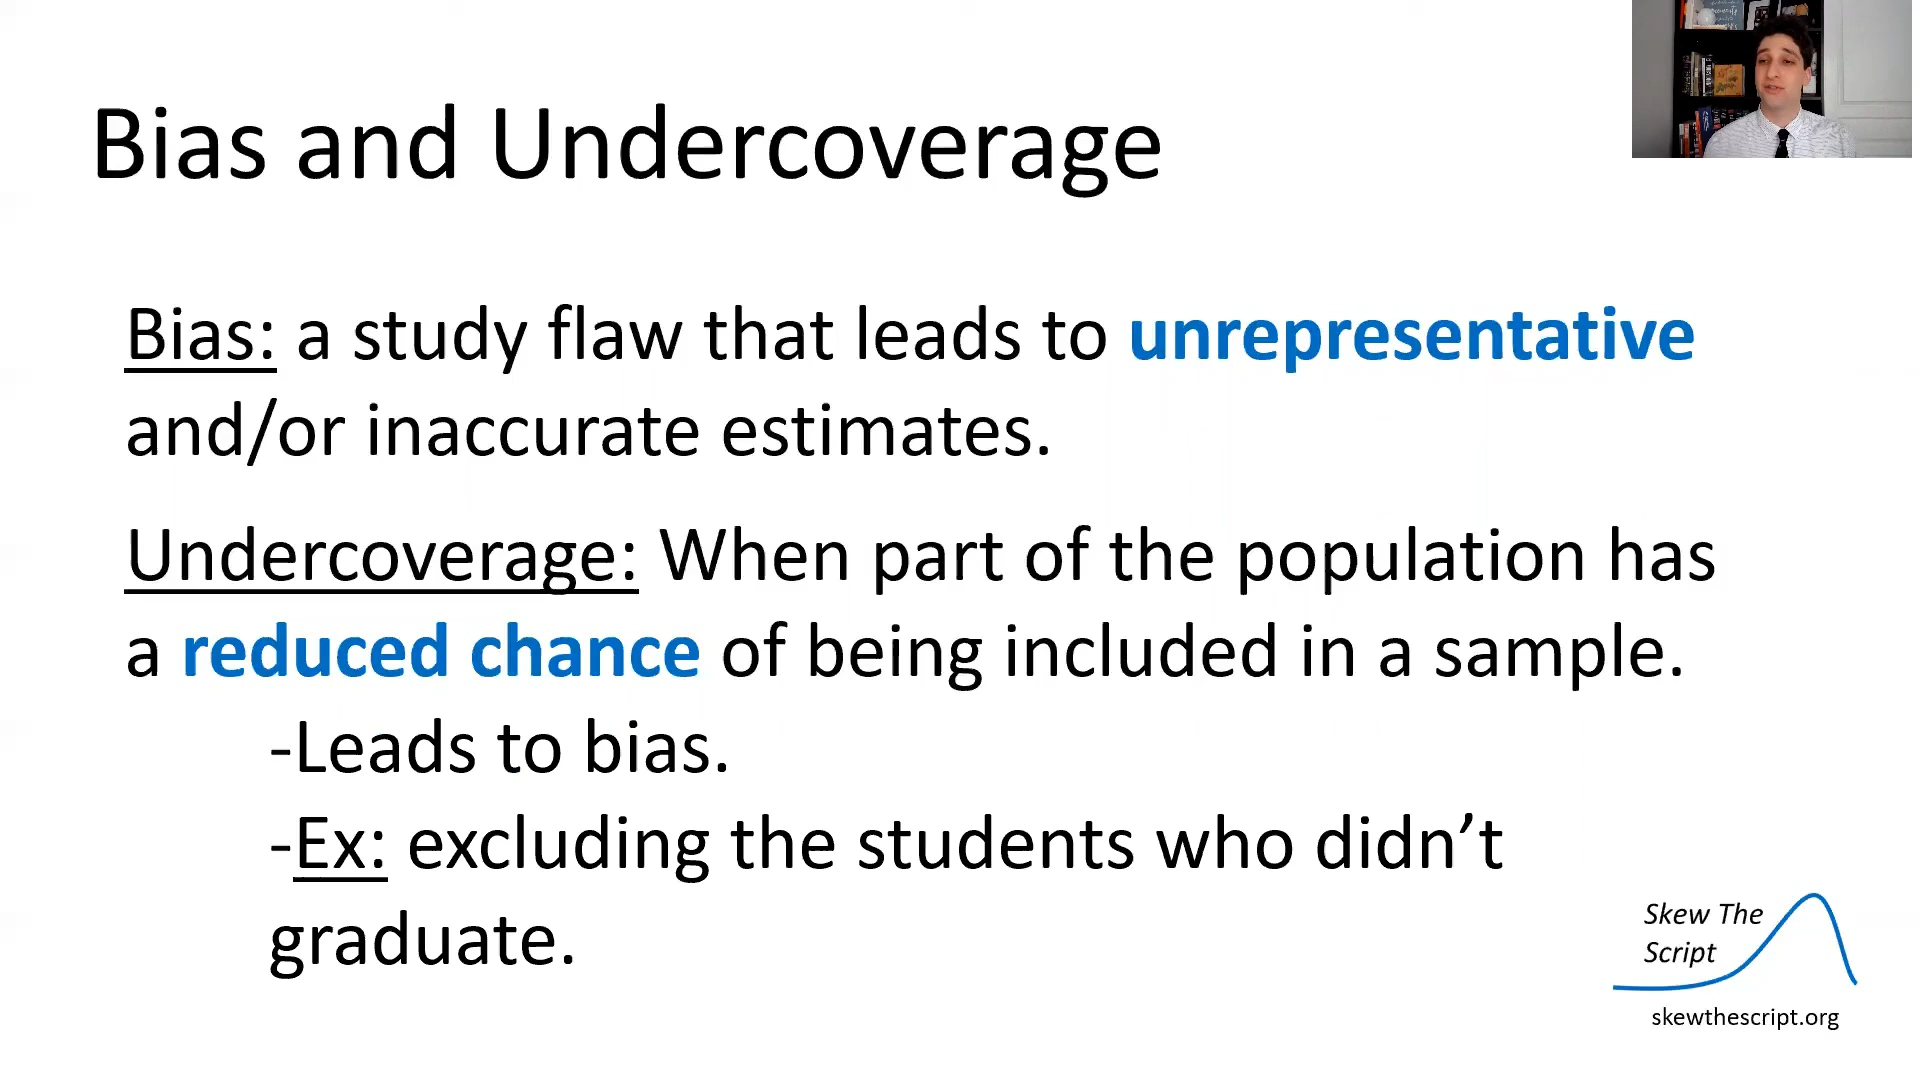 Bias and Undercoverage
Bias: a study flaw that leads to unrepresentative
and/or inaccurate estimates.
Undercoverage: When part of the population has
a reduced chance of being included in a sample.
-Leads to bias.
-Ex: excluding the students who didn’t
graduate.
Skew The
Script
skewthescript.org